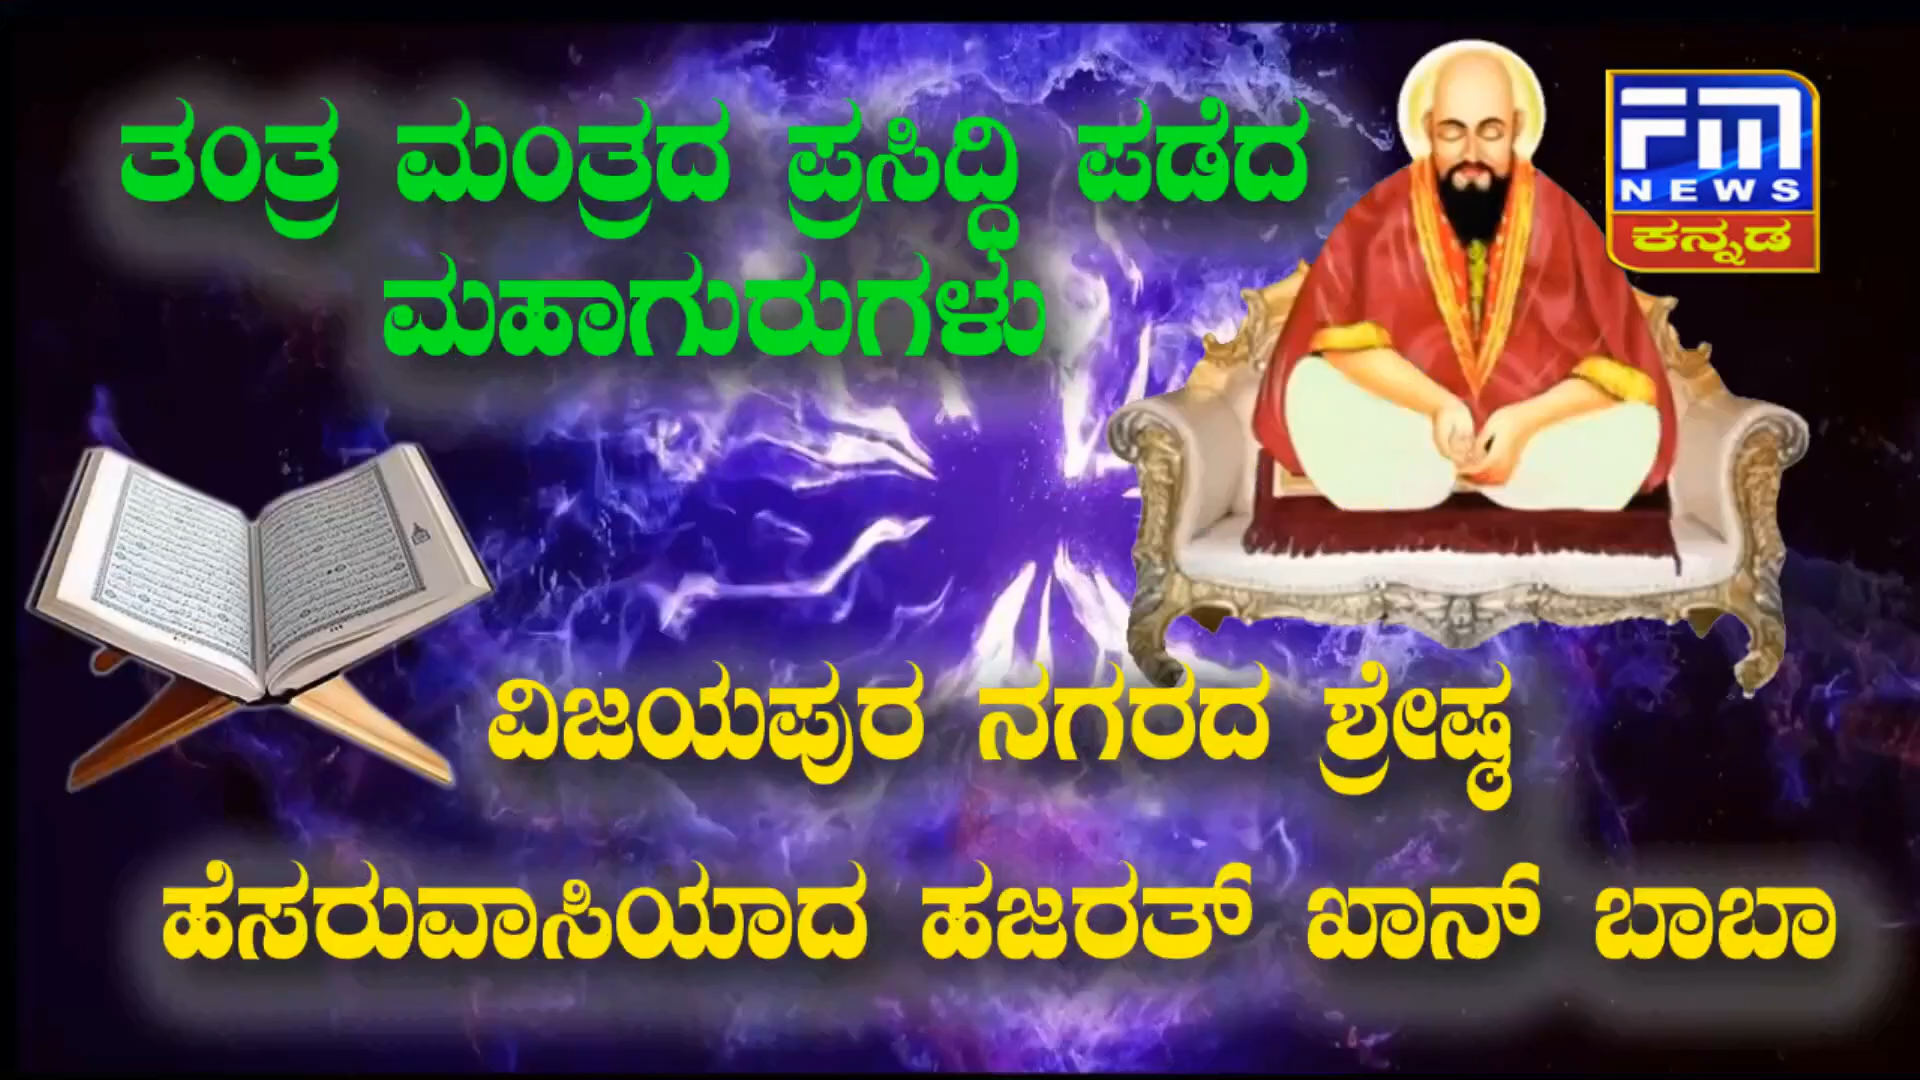 ತಂತ್ರ ಮಂತ್ರದ ಪ್ರಸಿದ್ಧಿ ಪಡೆದ
ಮಹಾಗುರುಗಳು
FM
NEWS
ಕನ್ನಡ
ವಿಜಯಪುರ ನಗರದ ಶ್ರೇಷ್ಠ
ಹೆಸರುವಾಸಿಯಾದ ಹಜರತ್ ಖಾನ್ ಬಾಬಾ